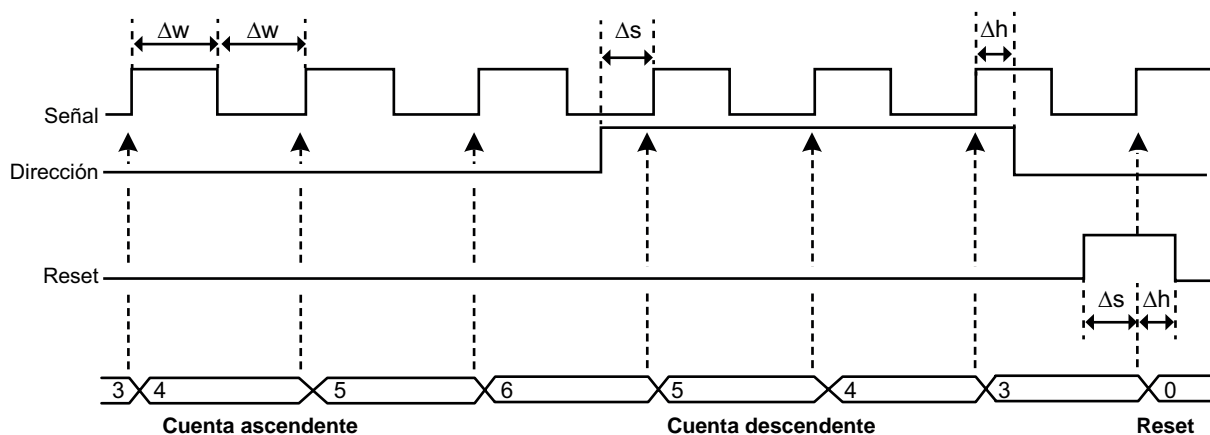 Δw Δw Δs Δh
Señal
Dirección
Reset
Δs Δh
3 4 5 6 5 4 3 0
Cuenta ascendente Cuenta descendente Reset